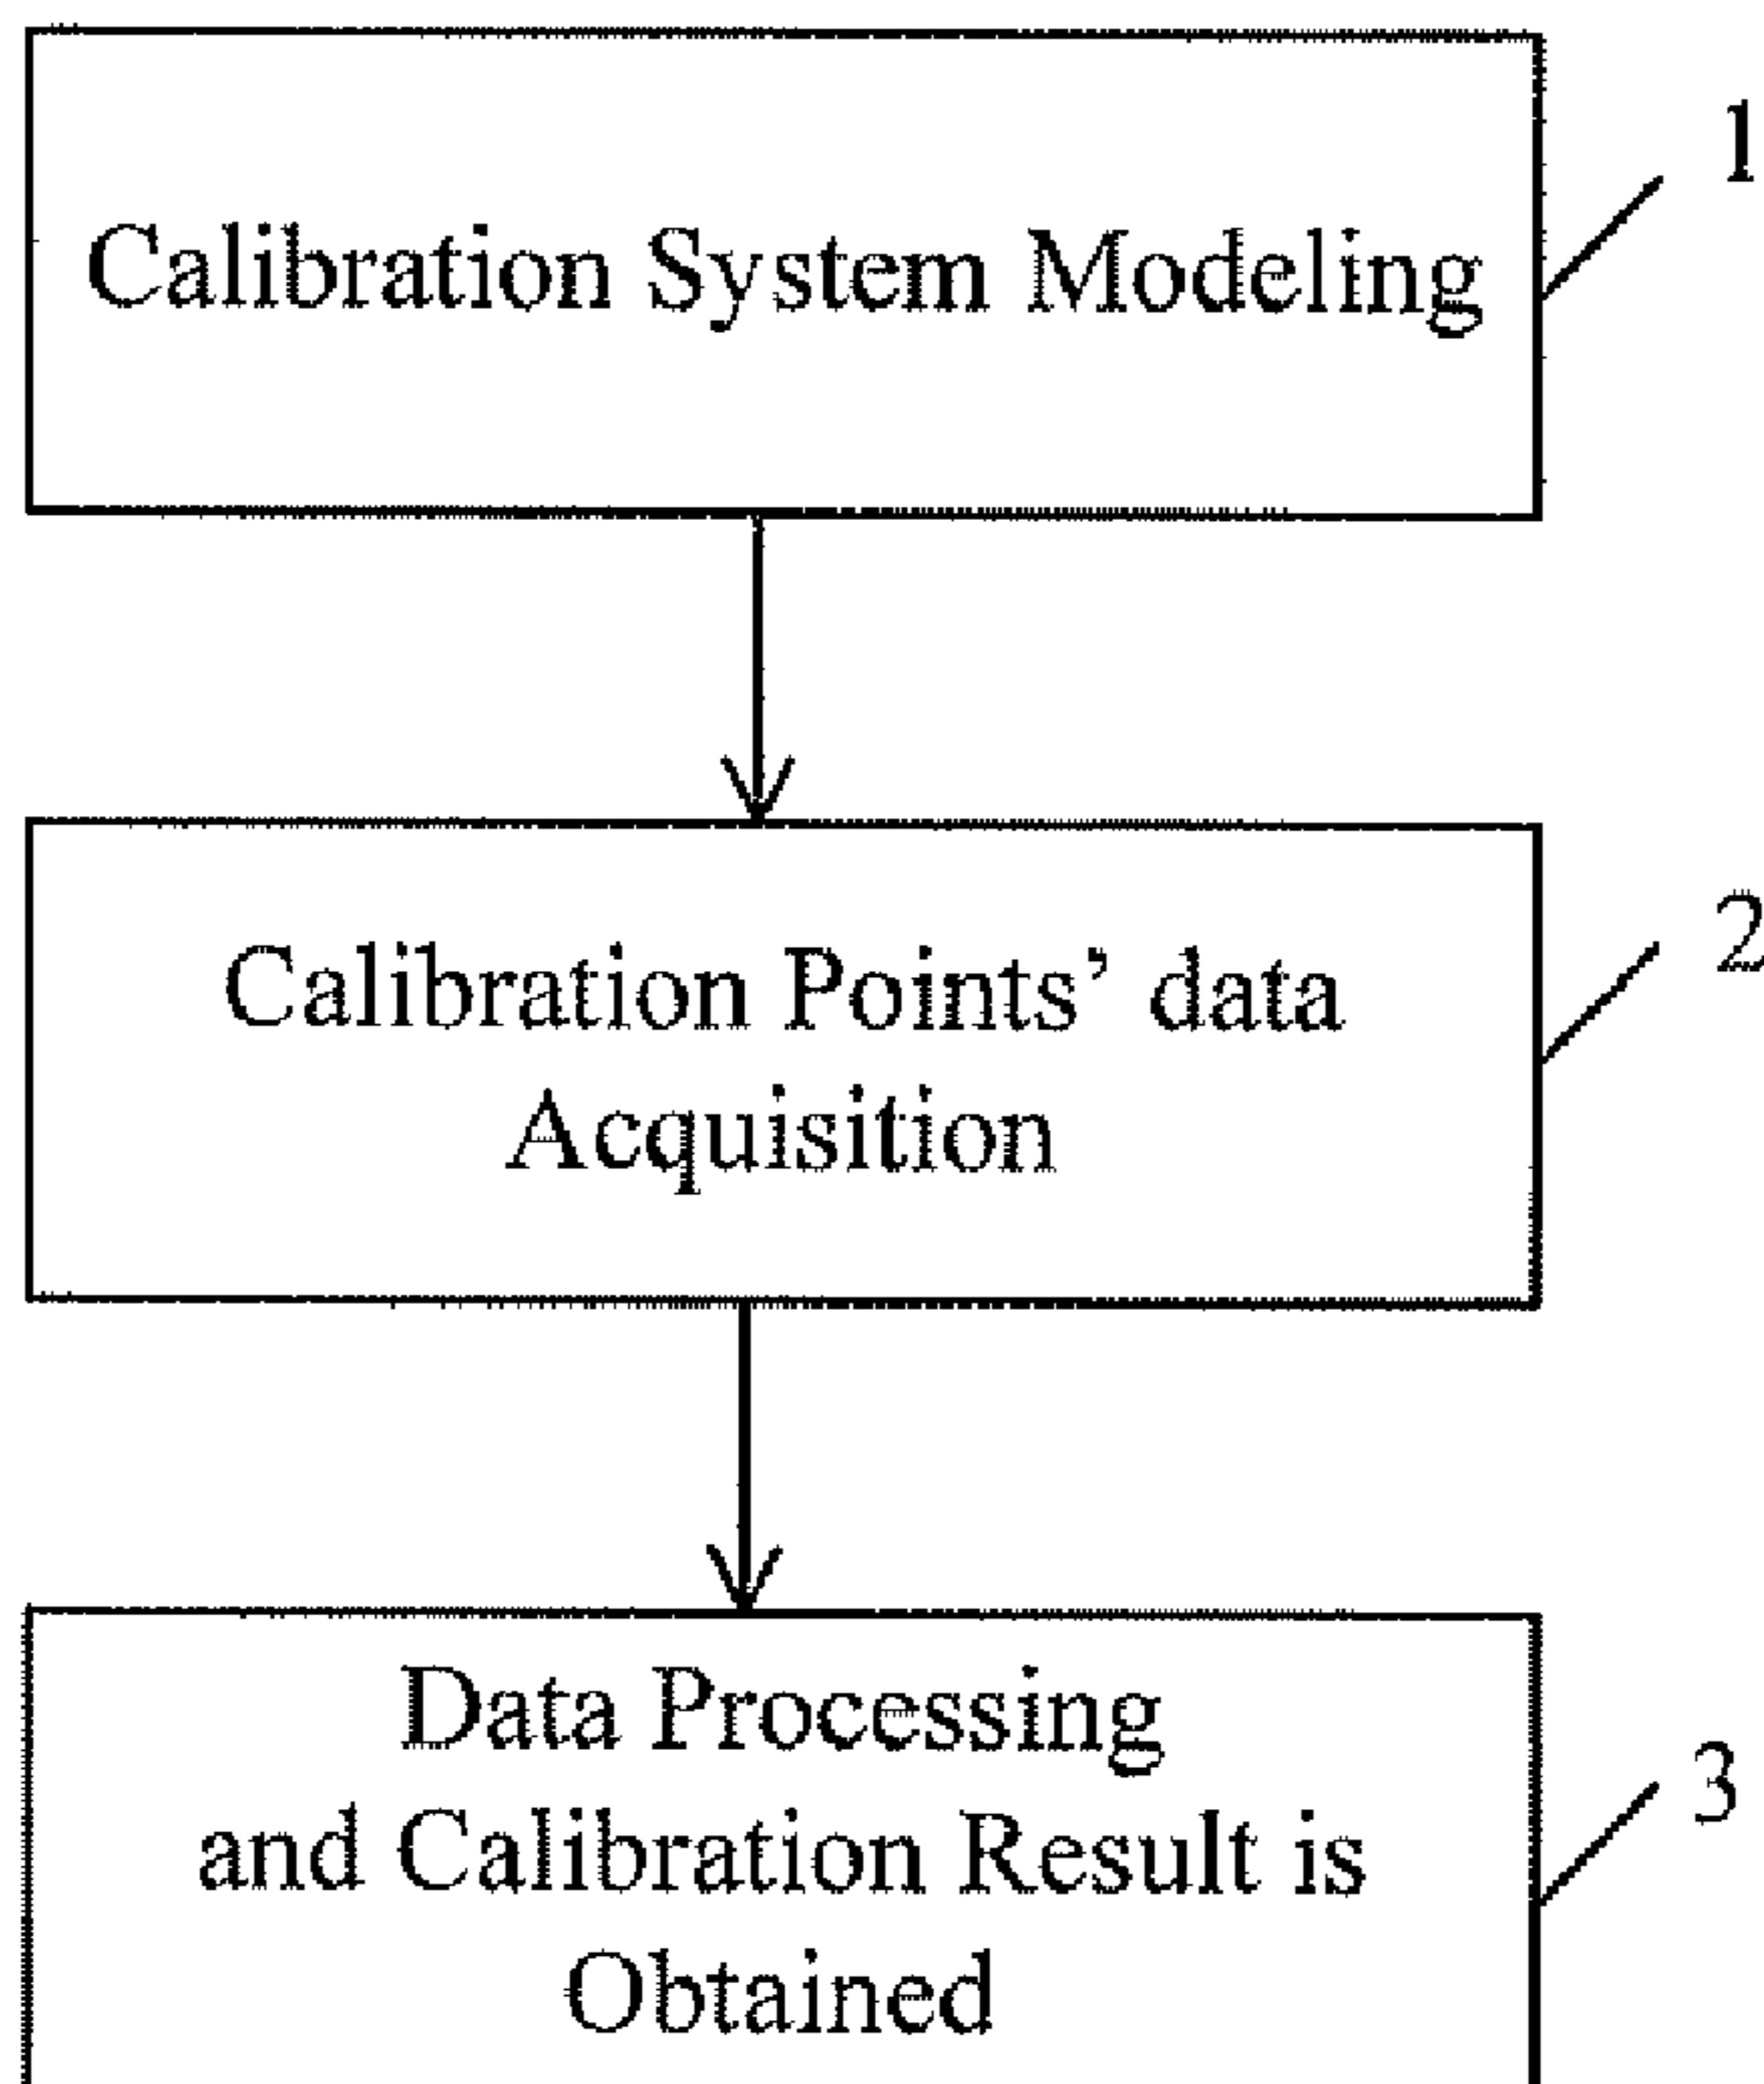 1
Calibration System Modeling
2
Calibration Points’ data
Acquisition
3
Data Processing
and Calibration Result is
Obtained